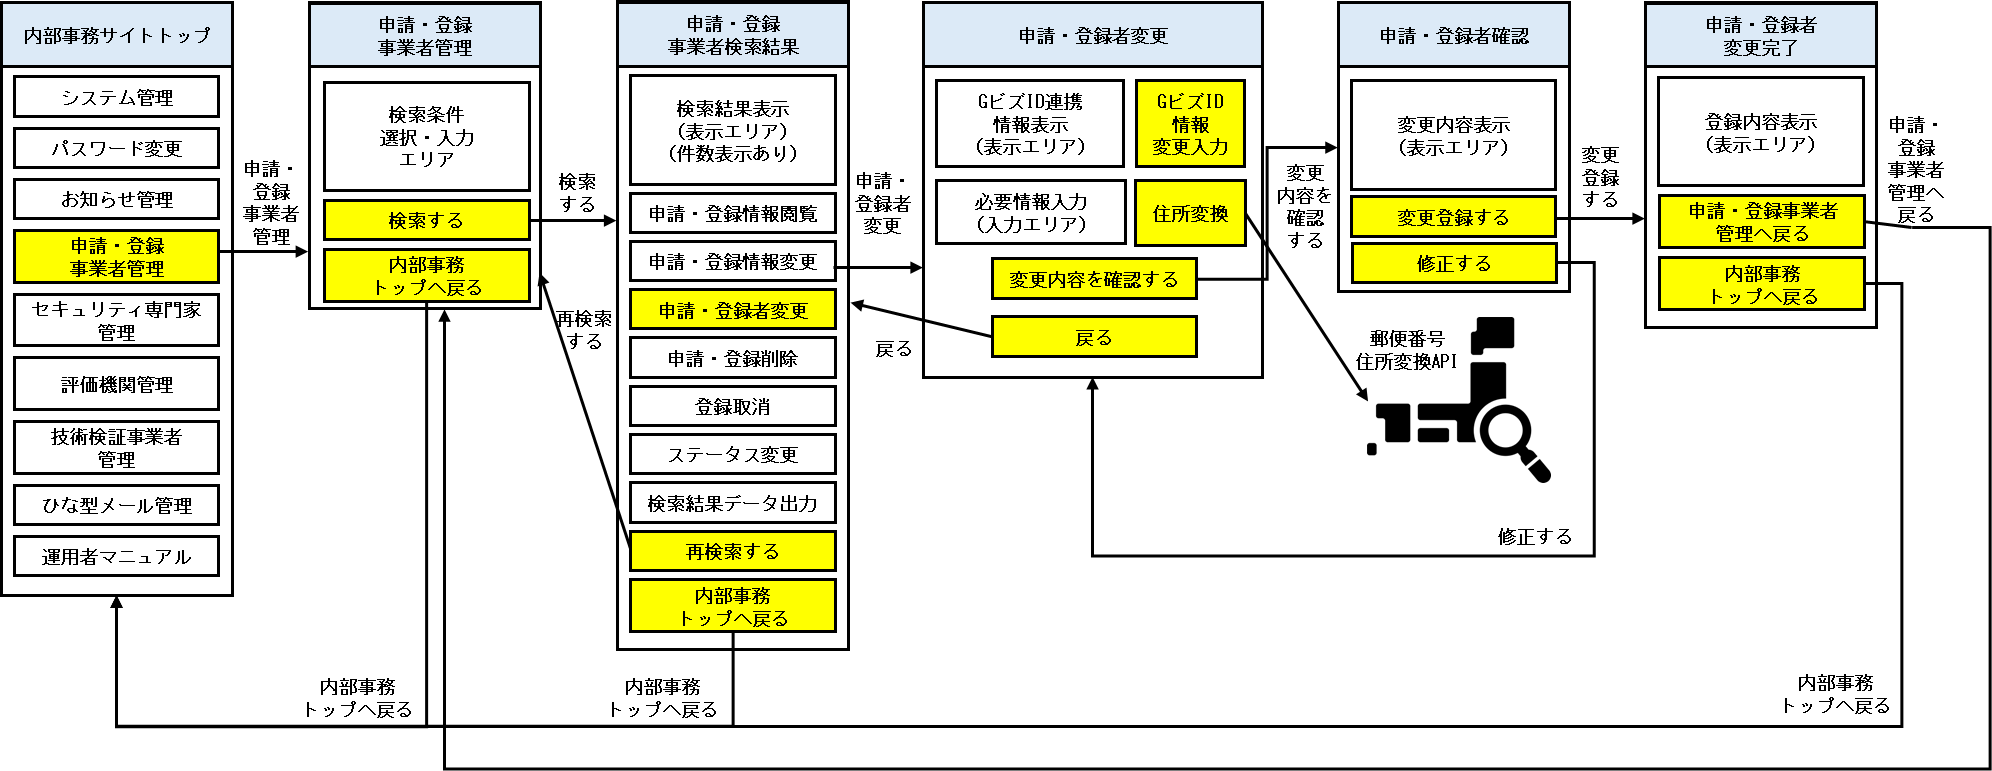 内部事務サイトトップ
システム管理
パスワード変更
お知らせ管理
申請・登録
事業者管理
セキュリティ専門家
管理
評価機関管理
技術検証事業者
管理
ひな型メール管理
運用者マニュアル
申請・
登録
事業者
管理
申請・登録
事業者管理
検索条件
選択・入力
エリア
検索する
内部事務
トップへ戻る
検索
する
再検索
する
申請・登録
事業者検索結果
検索結果表示
(表示エリア)
(件数表示あり)
申請・登録情報閲覧
申請・登録情報変更
申請・登録者変更
申請・登録削除
登録取消
ステータス変更
検索結果データ出力
再検索する
内部事務
トップへ戻る
申請・
登録者
変更
戻る
申請・登録者変更
GビズID連携
情報表示
(表示エリア)
GビズID
情報
変更入力
必要情報入力
(入力エリア)
住所変換
変更内容を確認する
戻る
変更
内容を
確認
する
申請・登録者確認
変更内容表示
(表示エリア)
変更登録する
修正する
郵便番号
住所変換API
修正する
変更
登録
する
申請・登録者
変更完了
登録内容表示
(表示エリア)
申請・登録事業者
管理へ戻る
内部事務
トップへ戻る
申請・
登録
事業者
管理へ
戻る
内部事務
トップへ戻る
内部事務
トップへ戻る
内部事務
トップへ戻る